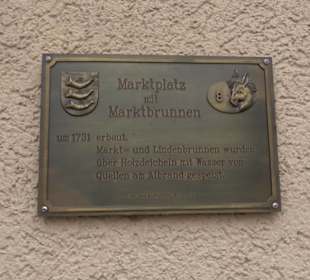 Marktplatz
mit
Marktbrunnen
8
um 1731 erbaut.
Markt= und Lindenbrunnen wurden
über Holzdeicheln mit Wasser von
Quellen am Albrand gespeist.